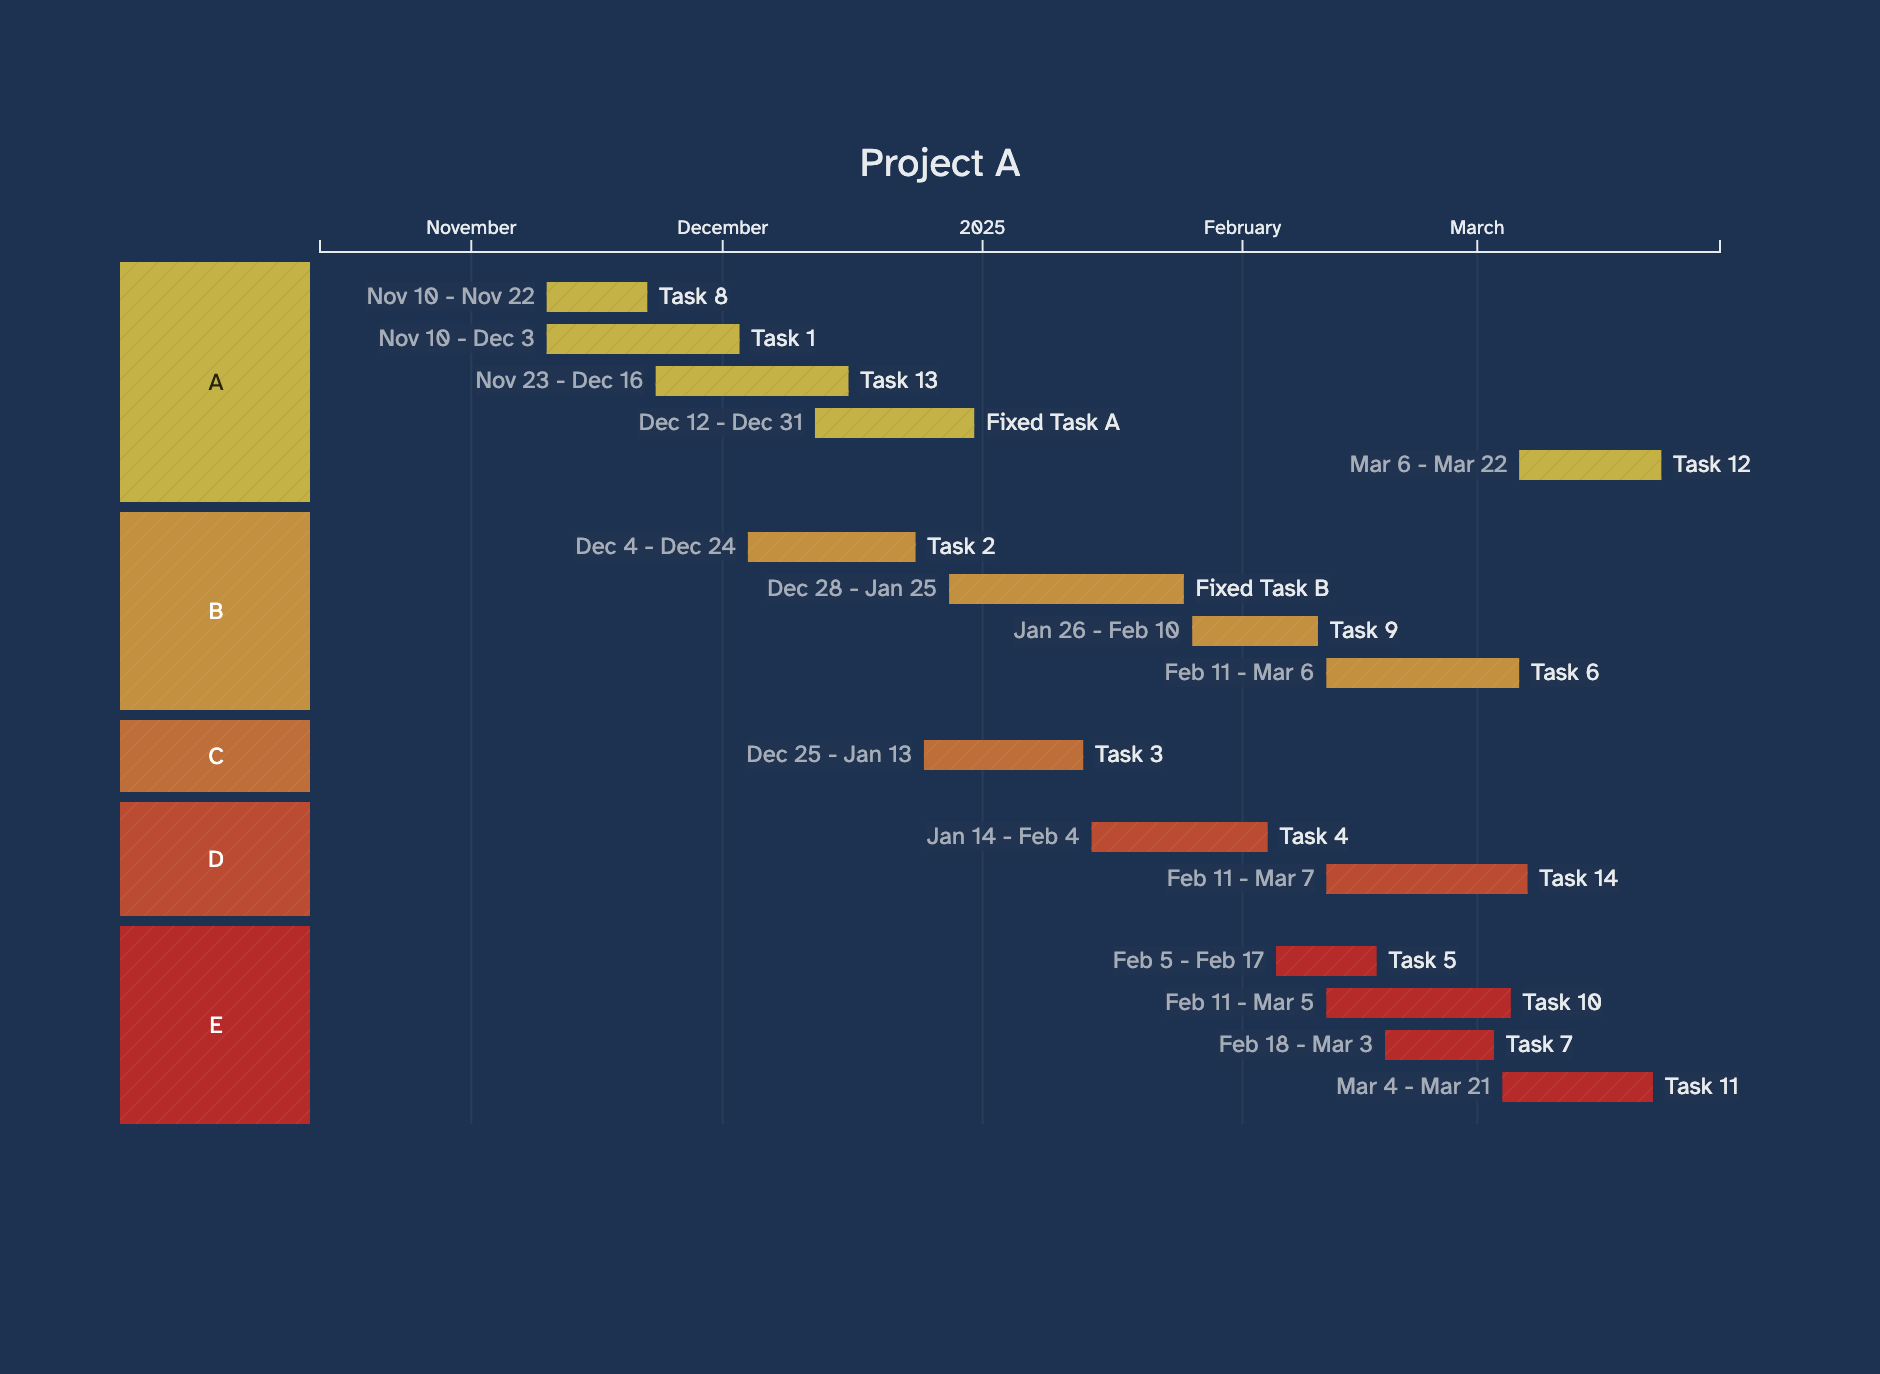 Project A
November December 2025 February March
A
Nov 10 - Nov 22 Task 8
Nov 10 - Dec 3 Task 1
Nov 23 - Dec 16 Task 13
Dec 12 - Dec 31 Fixed Task A
Mar 6 - Mar 22 Task 12
B
Dec 4 - Dec 24 Task 2
Dec 28 - Jan 25 Fixed Task B
Jan 26 - Feb 10 Task 9
Feb 11 - Mar 6 Task 6
C
Dec 25 - Jan 13 Task 3
D
Jan 14 - Feb 4 Task 4
Feb 11 - Mar 7 Task 14
E
Feb 5 - Feb 17 Task 5
Feb 11 - Mar 5 Task 10
Feb 18 - Mar 3 Task 7
Mar 4 - Mar 21 Task 11